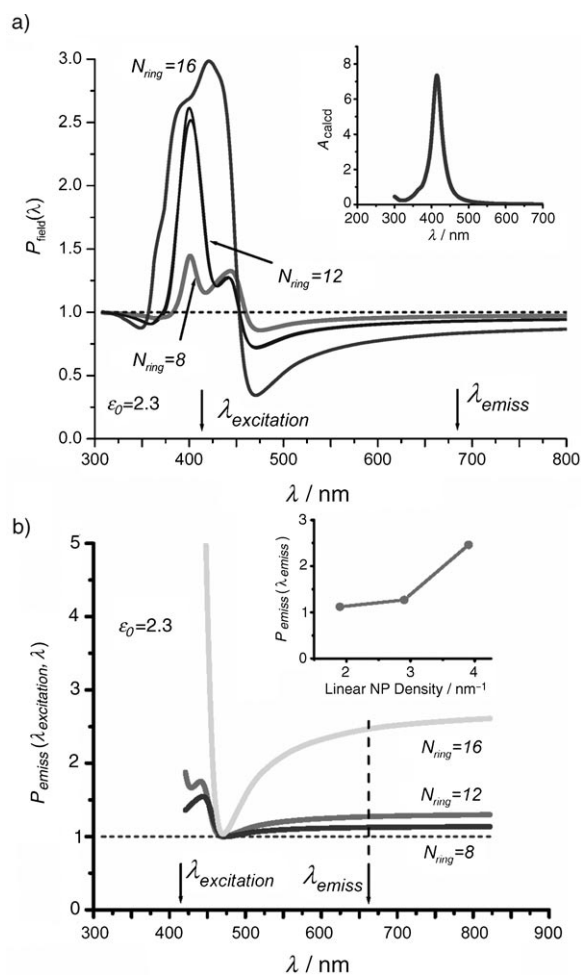 a)
3.0
2.5
2.0
1.5
1.0
0.5
0.0
P_field(λ)
N_ring=16
N_ring=12
N_ring=8
ε₀=2.3
λ_excitation
λ_emiss
300 400 500 600 700 800
λ / nm
8
6
4
2
0
A_calcd
200 300 400 500 600 700
λ / nm
b)
5
4
3
2
1
0
P_emiss (λ_excitation, λ)
ε₀=2.3
3
2
1
0
P_emiss (λ_emiss)
2 3 4
Linear NP Density / nm⁻¹
N_ring=16
N_ring=12
N_ring=8
λ_excitation
λ_emiss
300 400 500 600 700 800 900
λ / nm